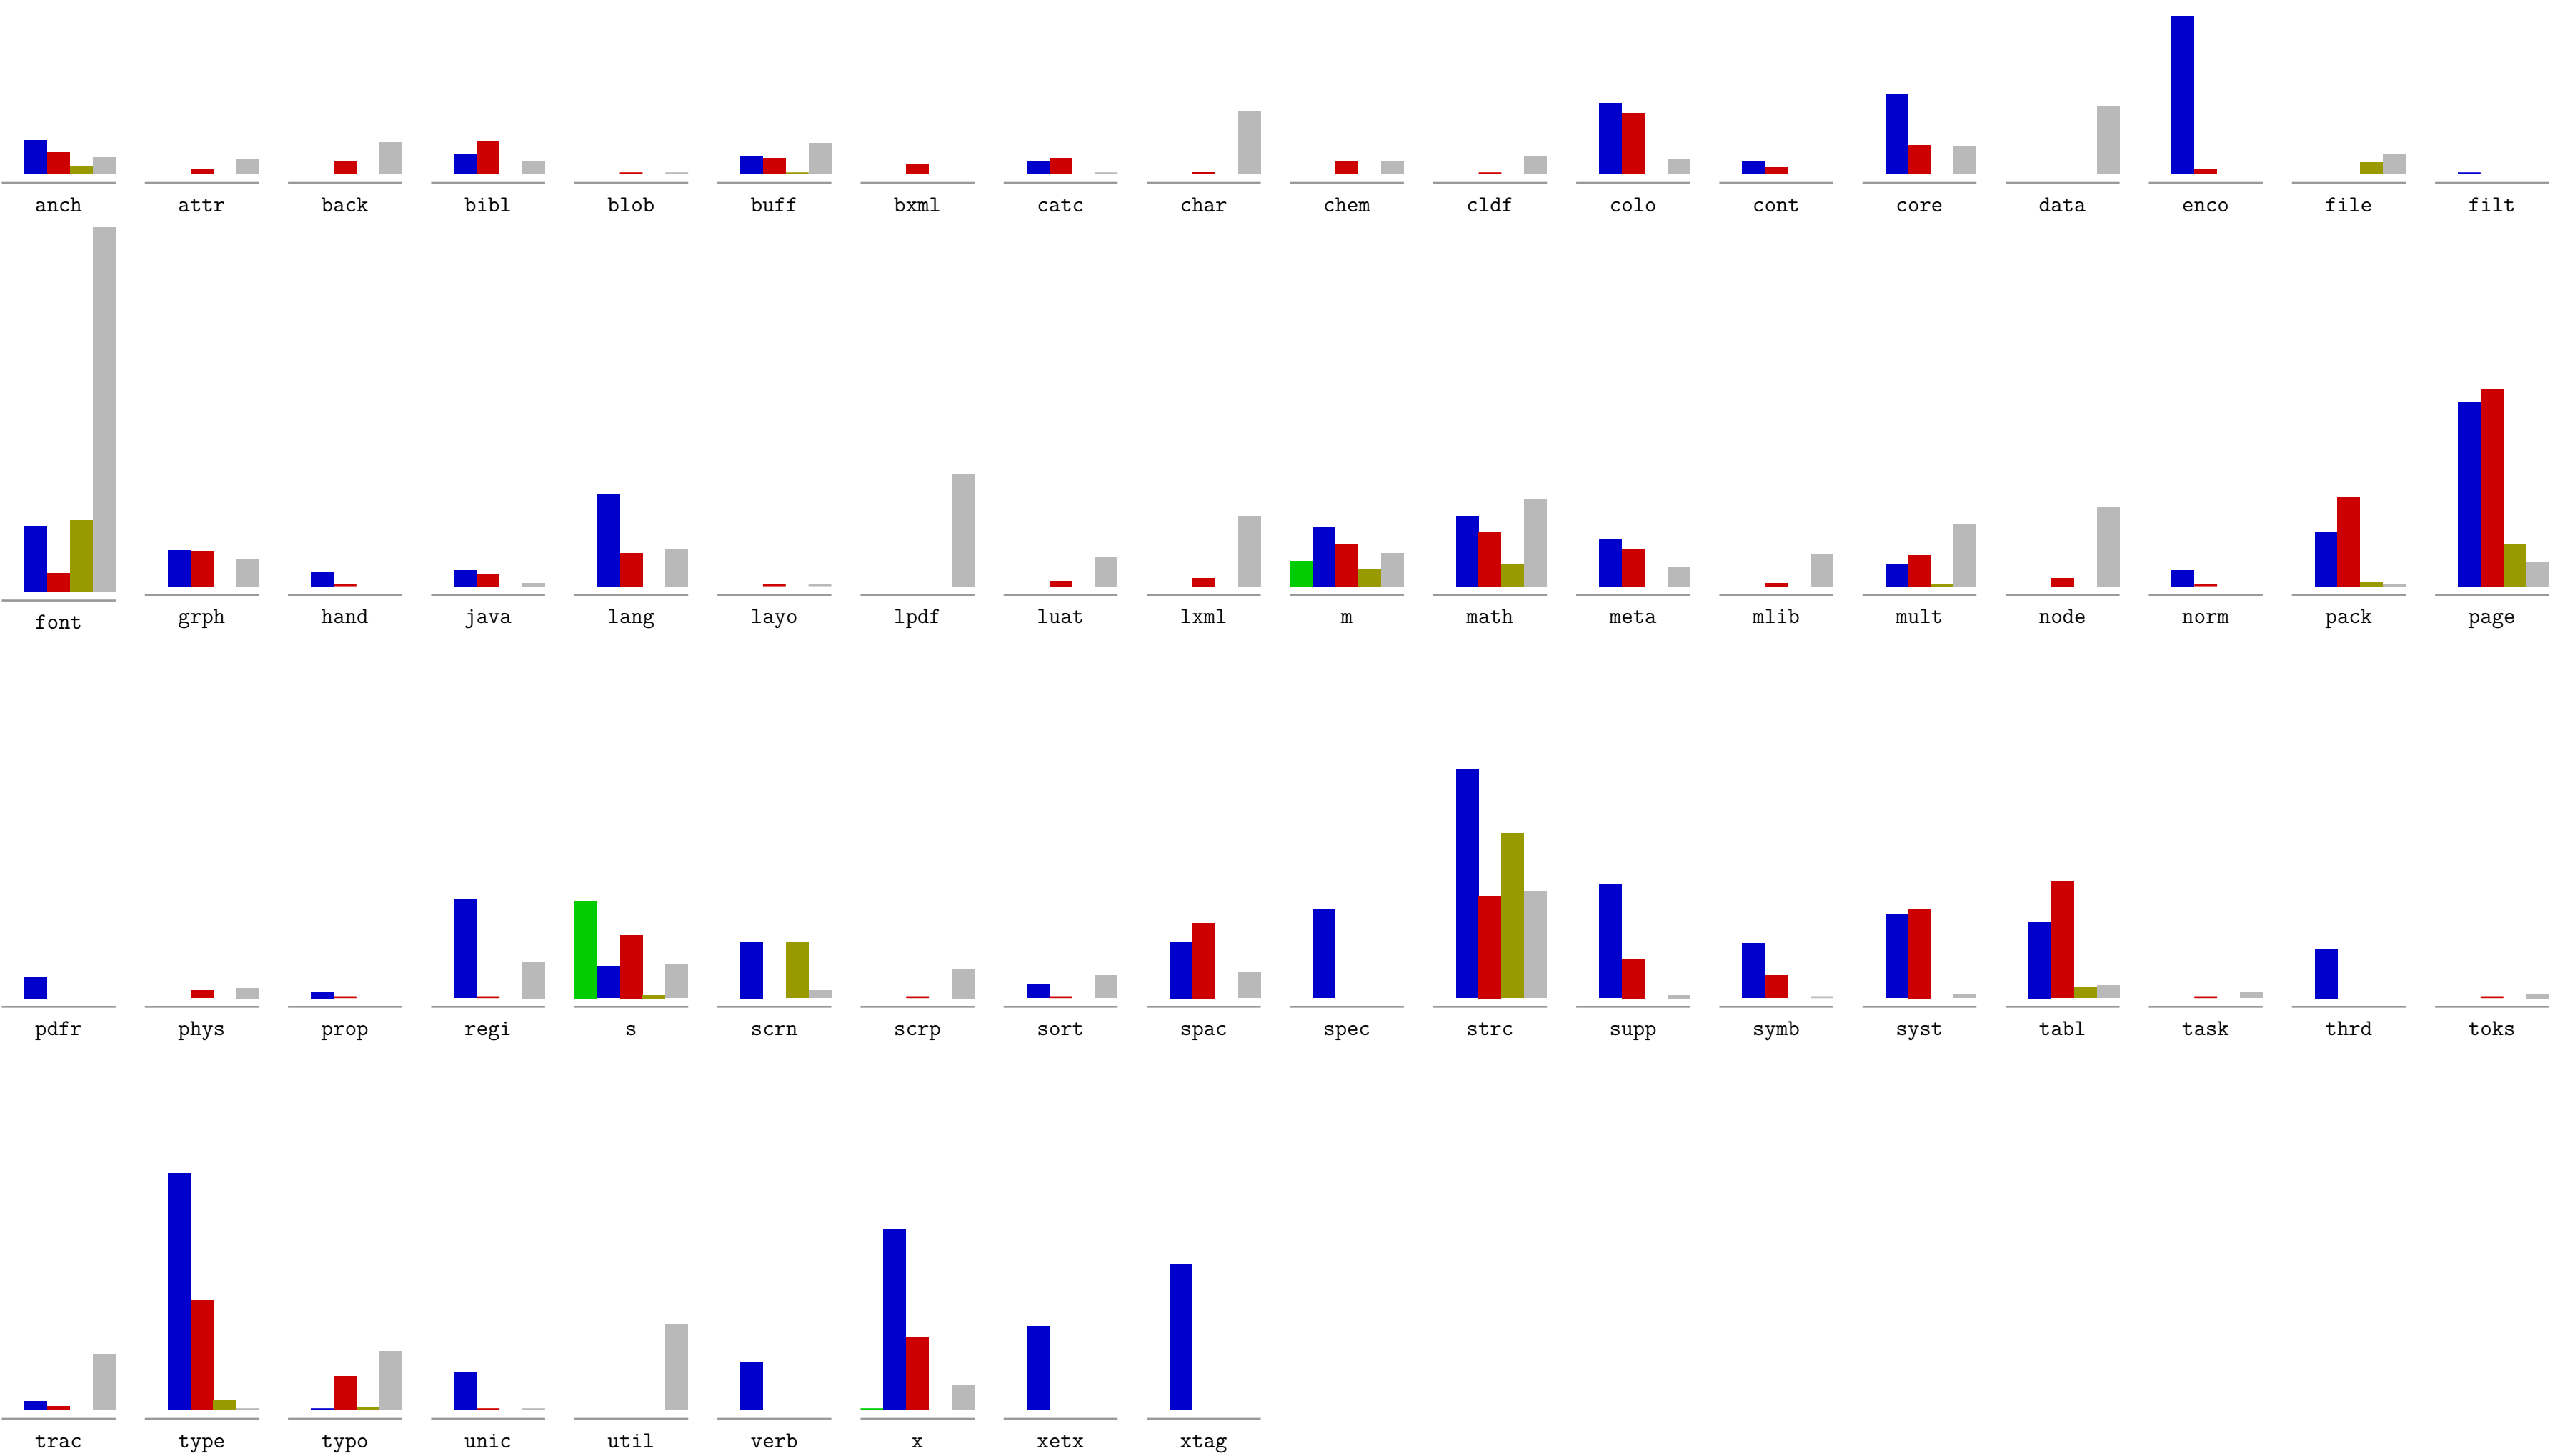 anch attr back bibl blob buff bxml catc char chem cldf colo cont core data enco file filt
font grph hand java lang layo lpdf luat lxml m math meta mlib mult node norm pack page
pdfr phys prop regi s scrn scrp sort spac spec strc supp symb syst tabl task thrd toks
trac type typo unic util verb x xetx xtag